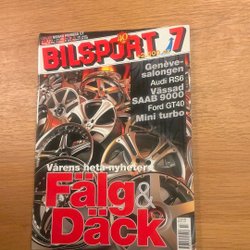 BILSPORT
7
Genève-
salongen
Audi RS6
Vässad
SAAB 9000
Ford GT40
Mini turbo
Vårens heta nyheter:
Fälg&
Däck